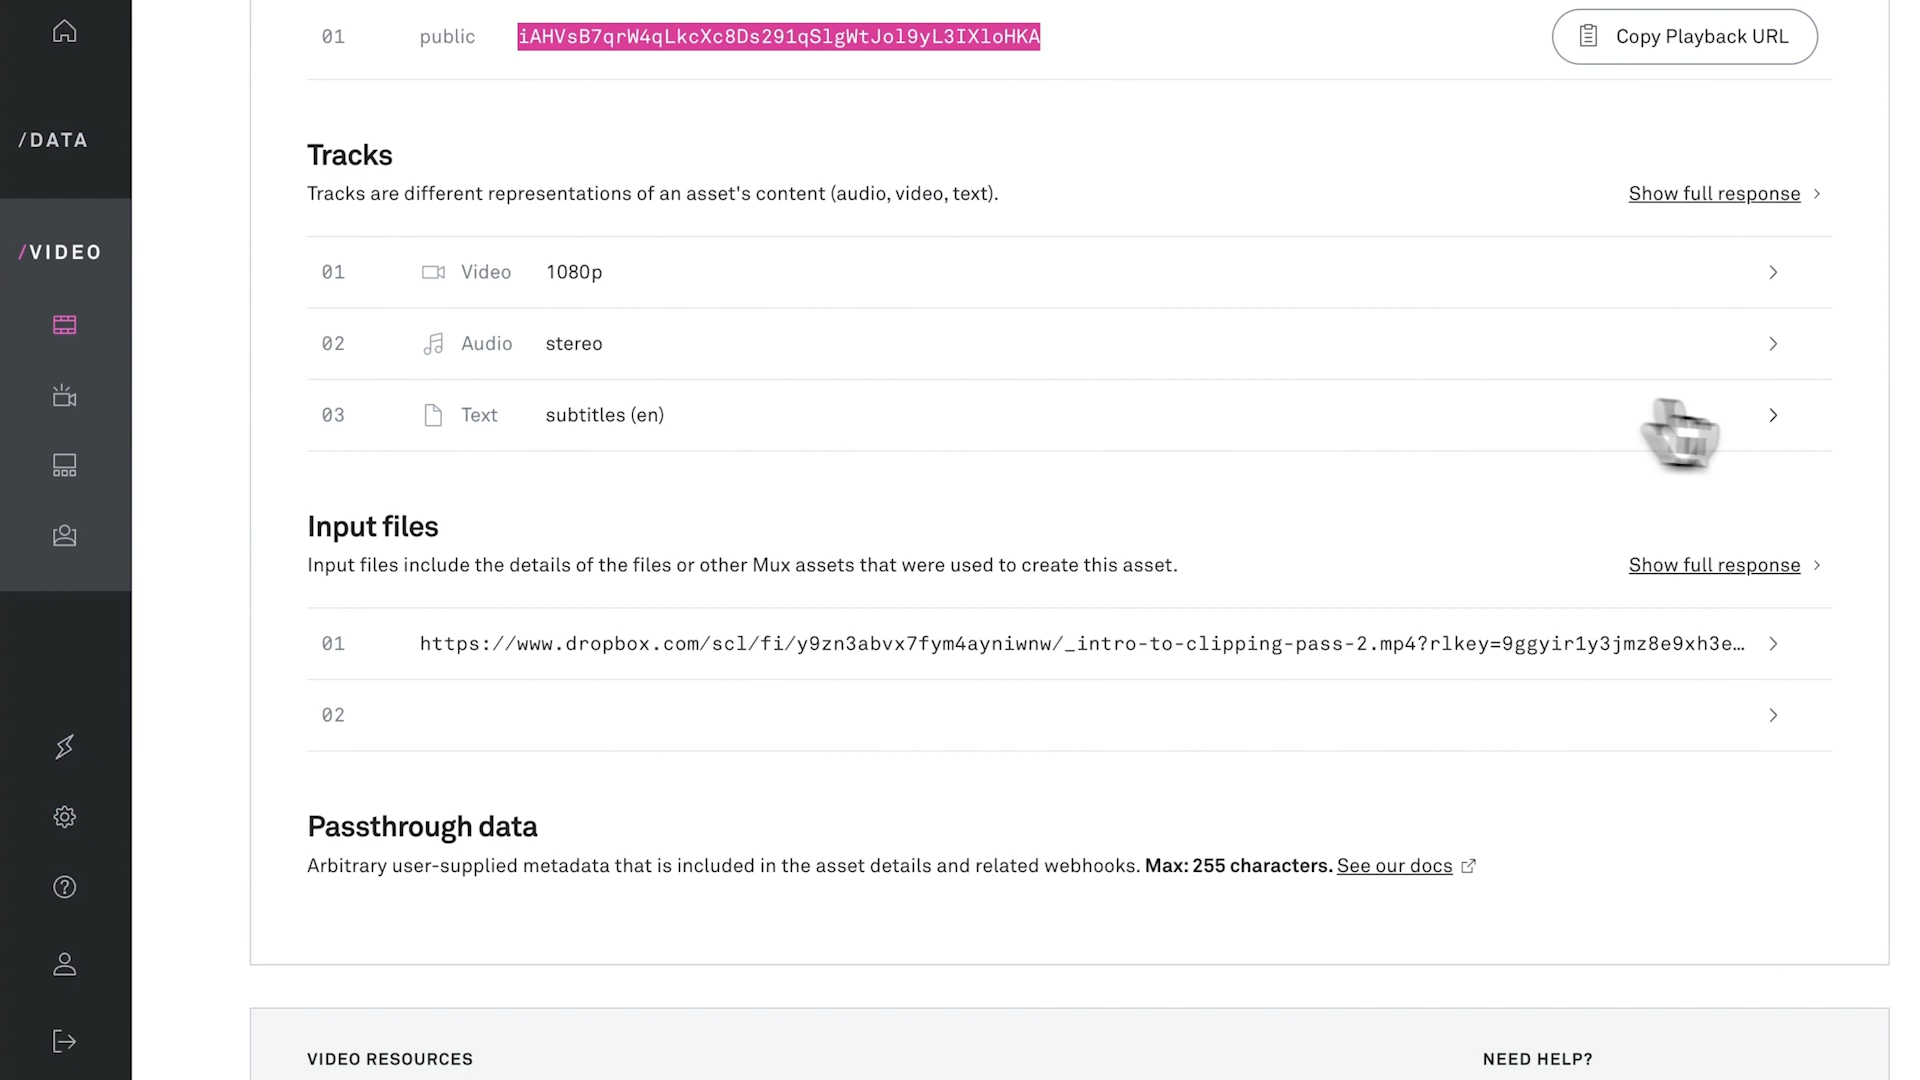 01 public iAHVsB7qrW4qLkcXc8Ds291qSlgWtJol9yL3IXloHKA Copy Playback URL
/DATA
Tracks
Tracks are different representations of an asset's content (audio, video, text). Show full response
/VIDEO
01 Video 1080p
02 Audio stereo
03 Text subtitles (en)
Input files
Input files include the details of the files or other Mux assets that were used to create this asset. Show full response
01 https://www.dropbox.com/scl/fi/y9zn3abvx7fym4ayniwnw/_intro-to-clipping-pass-2.mp4?rlkey=9ggyir1y3jmz8e9xh3e…
02
Passthrough data
Arbitrary user-supplied metadata that is included in the asset details and related webhooks. Max: 255 characters. See our docs
VIDEO RESOURCES NEED HELP?